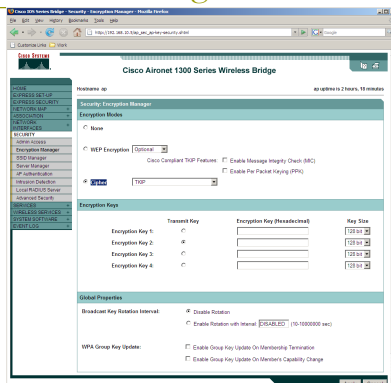 Cisco IOS Series Bridge - Security - Encryption Manager - Mozilla Firefox
File Edit View History Bookmarks Tools Help
http://192.168.10.3/ap_sec_ap-key-security.shtml
Google
Customize Links Work
CISCO SYSTEMS
Cisco Aironet 1300 Series Wireless Bridge
HOME
EXPRESS SET-UP
EXPRESS SECURITY
NETWORK MAP +
ASSOCIATION +
NETWORK INTERFACES +
SECURITY
Admin Access
Encryption Manager
SSID Manager
Server Manager
AP Authentication
Intrusion Detection
Local RADIUS Server
Advanced Security
SERVICES +
WIRELESS SERVICES +
SYSTEM SOFTWARE +
EVENT LOG +
Hostname ap
ap uptime is 2 hours, 10 minutes
Security: Encryption Manager
Encryption Modes
None
WEP Encryption Optional
Cisco Compliant TKIP Features: Enable Message Integrity Check (MIC)
Enable Per Packet Keying (PPK)
Cipher TKIP
Encryption Keys
Transmit Key Encryption Key (Hexadecimal) Key Size
Encryption Key 1: 128 bit
Encryption Key 2: 128 bit
Encryption Key 3: 128 bit
Encryption Key 4: 128 bit
Global Properties
Broadcast Key Rotation Interval: Disable Rotation
Enable Rotation with Interval DISABLED (10-10000000 sec)
WPA Group Key Update: Enable Group Key Update On Membership Termination
Enable Group Key Update On Member's Capability Change